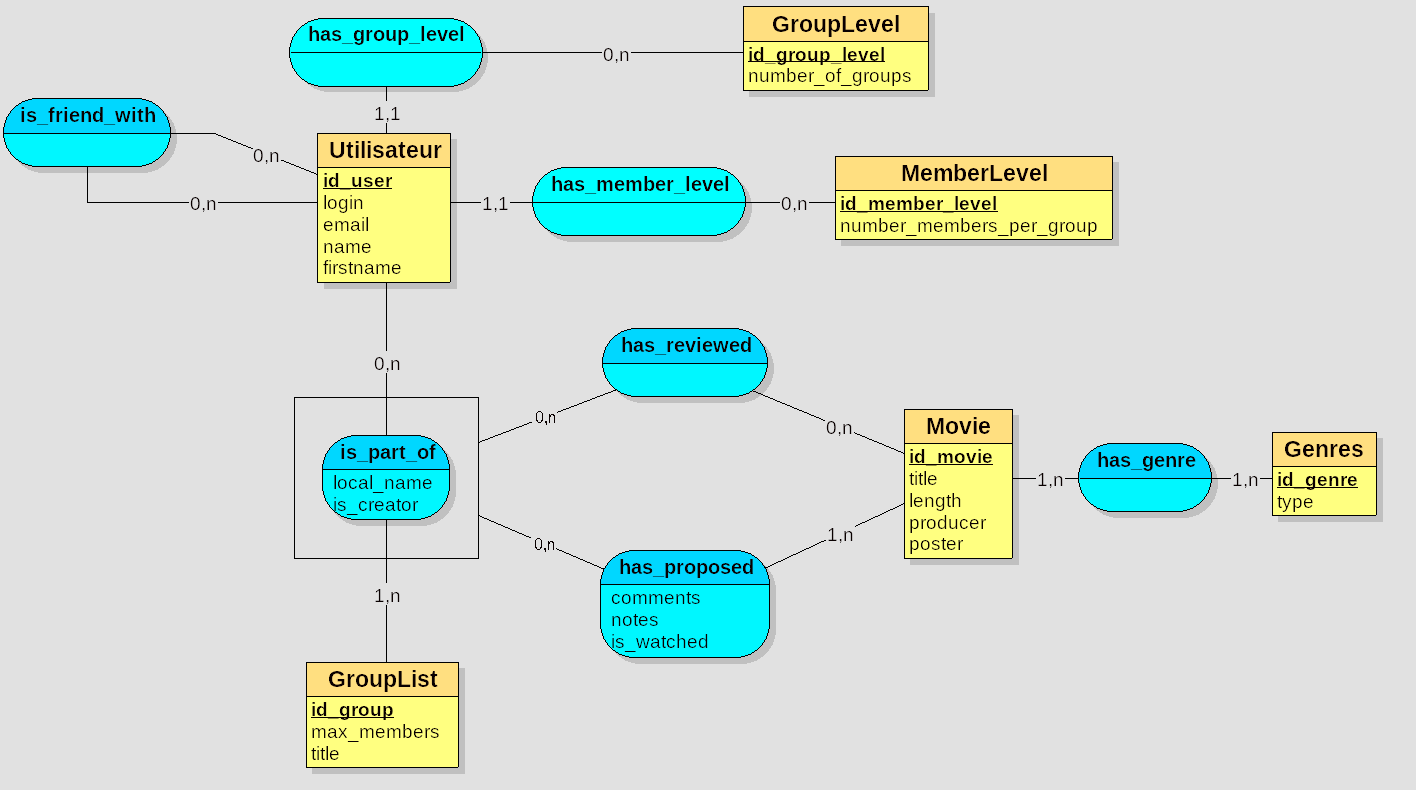 has_group_level
0,n
GroupLevel
id_group_level
number_of_groups
1,1
is_friend_with
0,n
0,n
Utilisateur
id_user
login
email
name
firstname
1,1
has_member_level
0,n
MemberLevel
id_member_level
number_members_per_group
0,n
is_part_of
local_name
is_creator
0,n
has_reviewed
0,n
0,n
has_proposed
comments
notes
is_watched
1,n
Movie
id_movie
title
length
producer
poster
1,n
has_genre
1,n
Genres
id_genre
type
1,n
GroupList
id_group
max_members
title